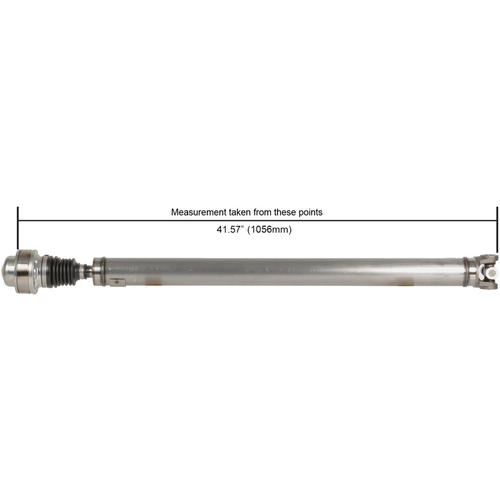 Measurement taken from these points
41.57" (1056mm)